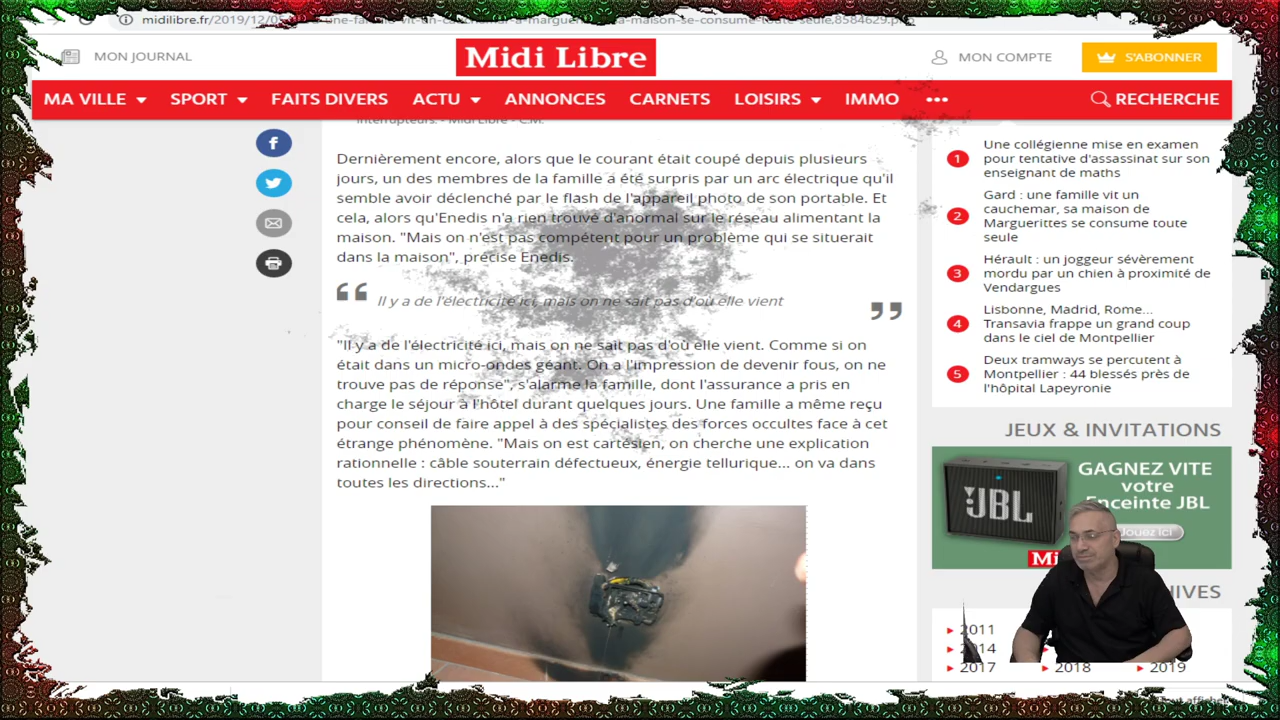 midilibre.fr/2019/12/05
MON JOURNAL
Midi Libre
MON COMPTE
S'ABONNER
MA VILLE SPORT FAITS DIVERS ACTU ANNONCES CARNETS LOISIRS IMMO ••• RECHERCHE
interrupteurs. - Midi Libre - C.M.
Dernièrement encore, alors que le courant était coupé depuis plusieurs
jours, un des membres de la famille a été surpris par un arc électrique qu'il
semble avoir déclenché par le flash de l'appareil photo de son portable. Et
cela, alors qu'Enedis n'a rien trouvé d'anormal sur le réseau alimentant la
maison. "Mais on n'est pas compétent pour un problème qui se situerait
dans la maison", précise Enedis.
Il y a de l'électricité ici, mais on ne sait pas d'où elle vient
"Il y a de l'électricité ici, mais on ne sait pas d'où elle vient. Comme si on
était dans un micro-ondes géant. On a l'impression de devenir fous, on ne
trouve pas de réponse", s'alarme la famille, dont l'assurance a pris en
charge le séjour à l'hôtel durant quelques jours. Une famille a même reçu
pour conseil de faire appel à des spécialistes des forces occultes face à cet
étrange phénomène. "Mais on est cartésien, on cherche une explication
rationnelle : câble souterrain défectueux, énergie tellurique... on va dans
toutes les directions..."
1 Une collégienne mise en examen
pour tentative d'assassinat sur son
enseignant de maths
2 Gard : une famille vit un
cauchemar, sa maison de
Marguerittes se consume toute
seule
3 Hérault : un joggeur sévèrement
mordu par un chien à proximité de
Vendargues
4 Lisbonne, Madrid, Rome...
Transavia frappe un grand coup
dans le ciel de Montpellier
5 Deux tramways se percutent à
Montpellier : 44 blessés près de
l'hôpital Lapeyronie
JEUX & INVITATIONS
JBL
GAGNEZ VITE
votre
Enceinte JBL
Jouez ici
Mi
2011
2014
2017 2018 2019